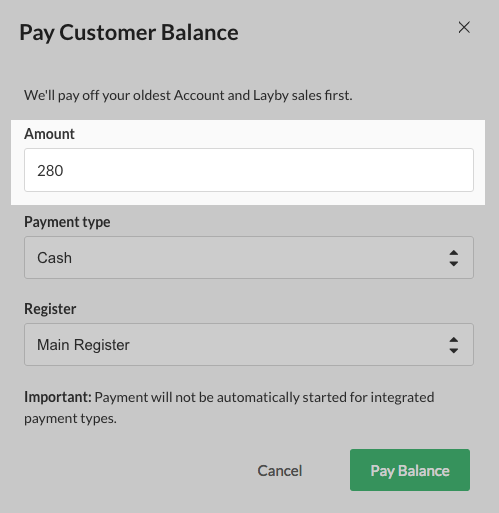 Pay Customer Balance
We'll pay off your oldest Account and Layby sales first.
Amount
280
Payment type
Cash
Register
Main Register
Important: Payment will not be automatically started for integrated
payment types.
Cancel
Pay Balance